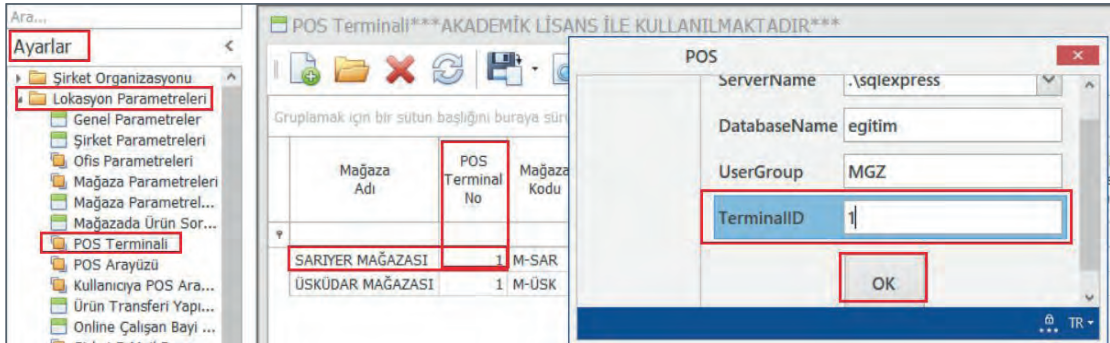 Ara...
Ayarlar
Şirket Organizasyonu
Lokasyon Parametreleri
Genel Parametreler
Şirket Parametreleri
Ofis Parametreleri
Mağaza Parametreleri
Mağaza Parametrel...
Mağazada Ürün Sor...
POS Terminali
POS Arayüzü
Kullanıcıya POS Ara...
Ürün Transferi Yapı...
Online Çalışan Bayi ...
POS Terminali***AKADEMİK LİSANS İLE KULLANILMAKTADIR***
Gruplamak için bir sütun başlığını buraya sür
Mağaza Adı
POS Terminal No
Mağaza Kodu
SARIYER MAĞAZASI 1 M-SAR
ÜSKÜDAR MAĞAZASI 1 M-ÜSK
POS
ServerName .\sqlexpress
DatabaseName egitim
UserGroup MGZ
TerminalID 1
OK
TR